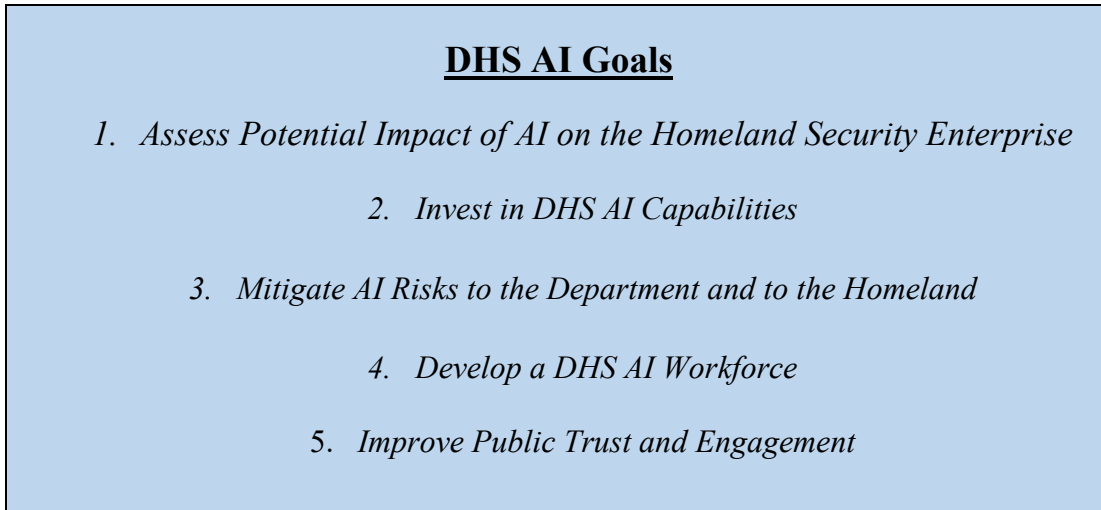 DHS AI Goals
1. Assess Potential Impact of AI on the Homeland Security Enterprise
2. Invest in DHS AI Capabilities
3. Mitigate AI Risks to the Department and to the Homeland
4. Develop a DHS AI Workforce
5. Improve Public Trust and Engagement